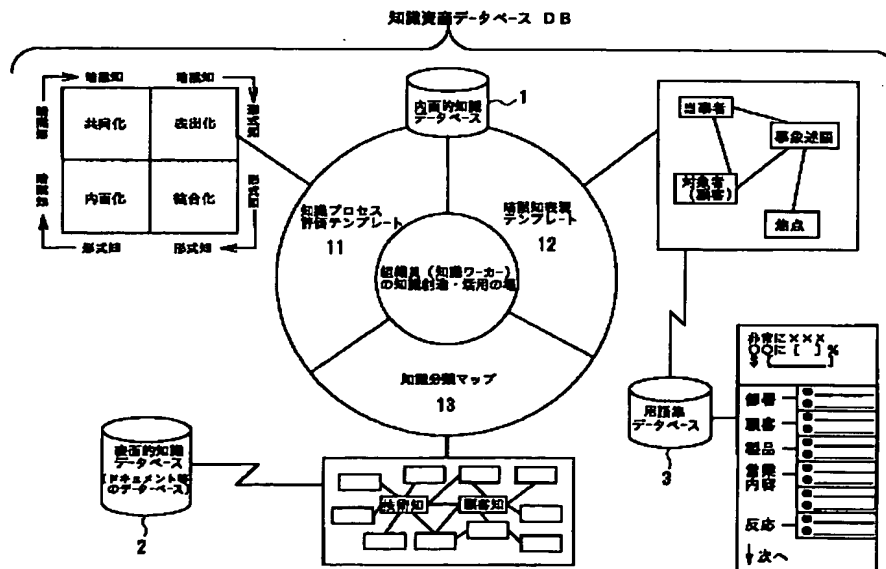 知識資産データベース DB
暗黙知
暗黙知
暗黙知
形式知
共同化
表出化
内面化
統合化
暗黙知
形式知
形式知
形式知
内面的知識
データベース
1
知識プロセス
評価テンプレート
11
暗黙知表現
テンプレート
12
組織員(知識ワーカー)
の知識創造・活用の場
知識分類マップ
13
当事者
事象述語
対象者
(顧客)
地点
表面的知識
データベース
[ドキュメント等
のデータベース]
2
技術知
顧客知
用語集
データベース
3
非常に×××
○○に [ ] %
$ [ ]
部署
顧客
製品
営業
内容
反応
↓次へ